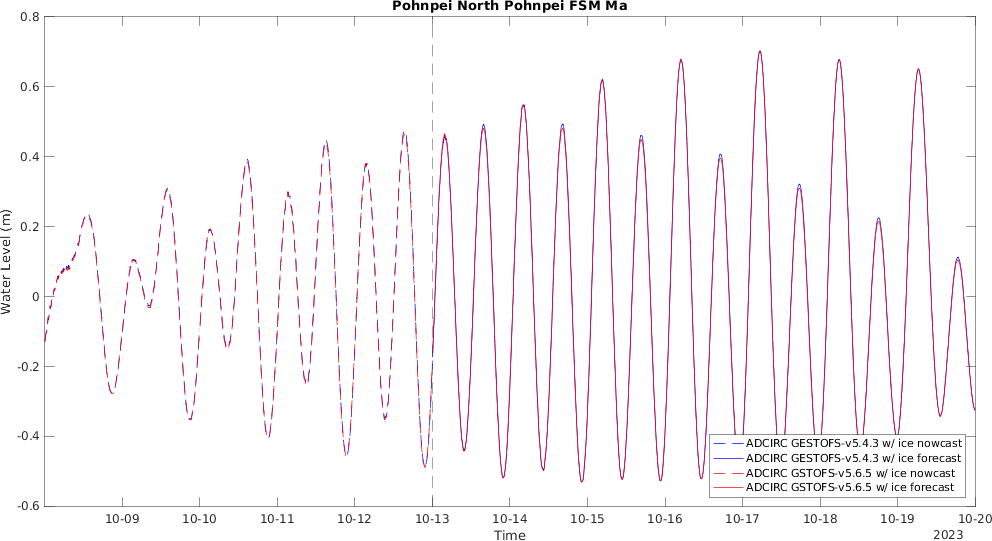 Pohnpei North Pohnpei FSM Ma
0.8
0.6
0.4
0.2
0
-0.2
-0.4
-0.6
Water Level (m)
ADCIRC GESTOFS-v5.4.3 w/ ice nowcast
ADCIRC GESTOFS-v5.4.3 w/ ice forecast
ADCIRC GSTOFS-v5.6.5 w/ ice nowcast
ADCIRC GSTOFS-v5.6.5 w/ ice forecast
10-09 10-10 10-11 10-12 10-13 10-14 10-15 10-16 10-17 10-18 10-19 10-20
Time
2023